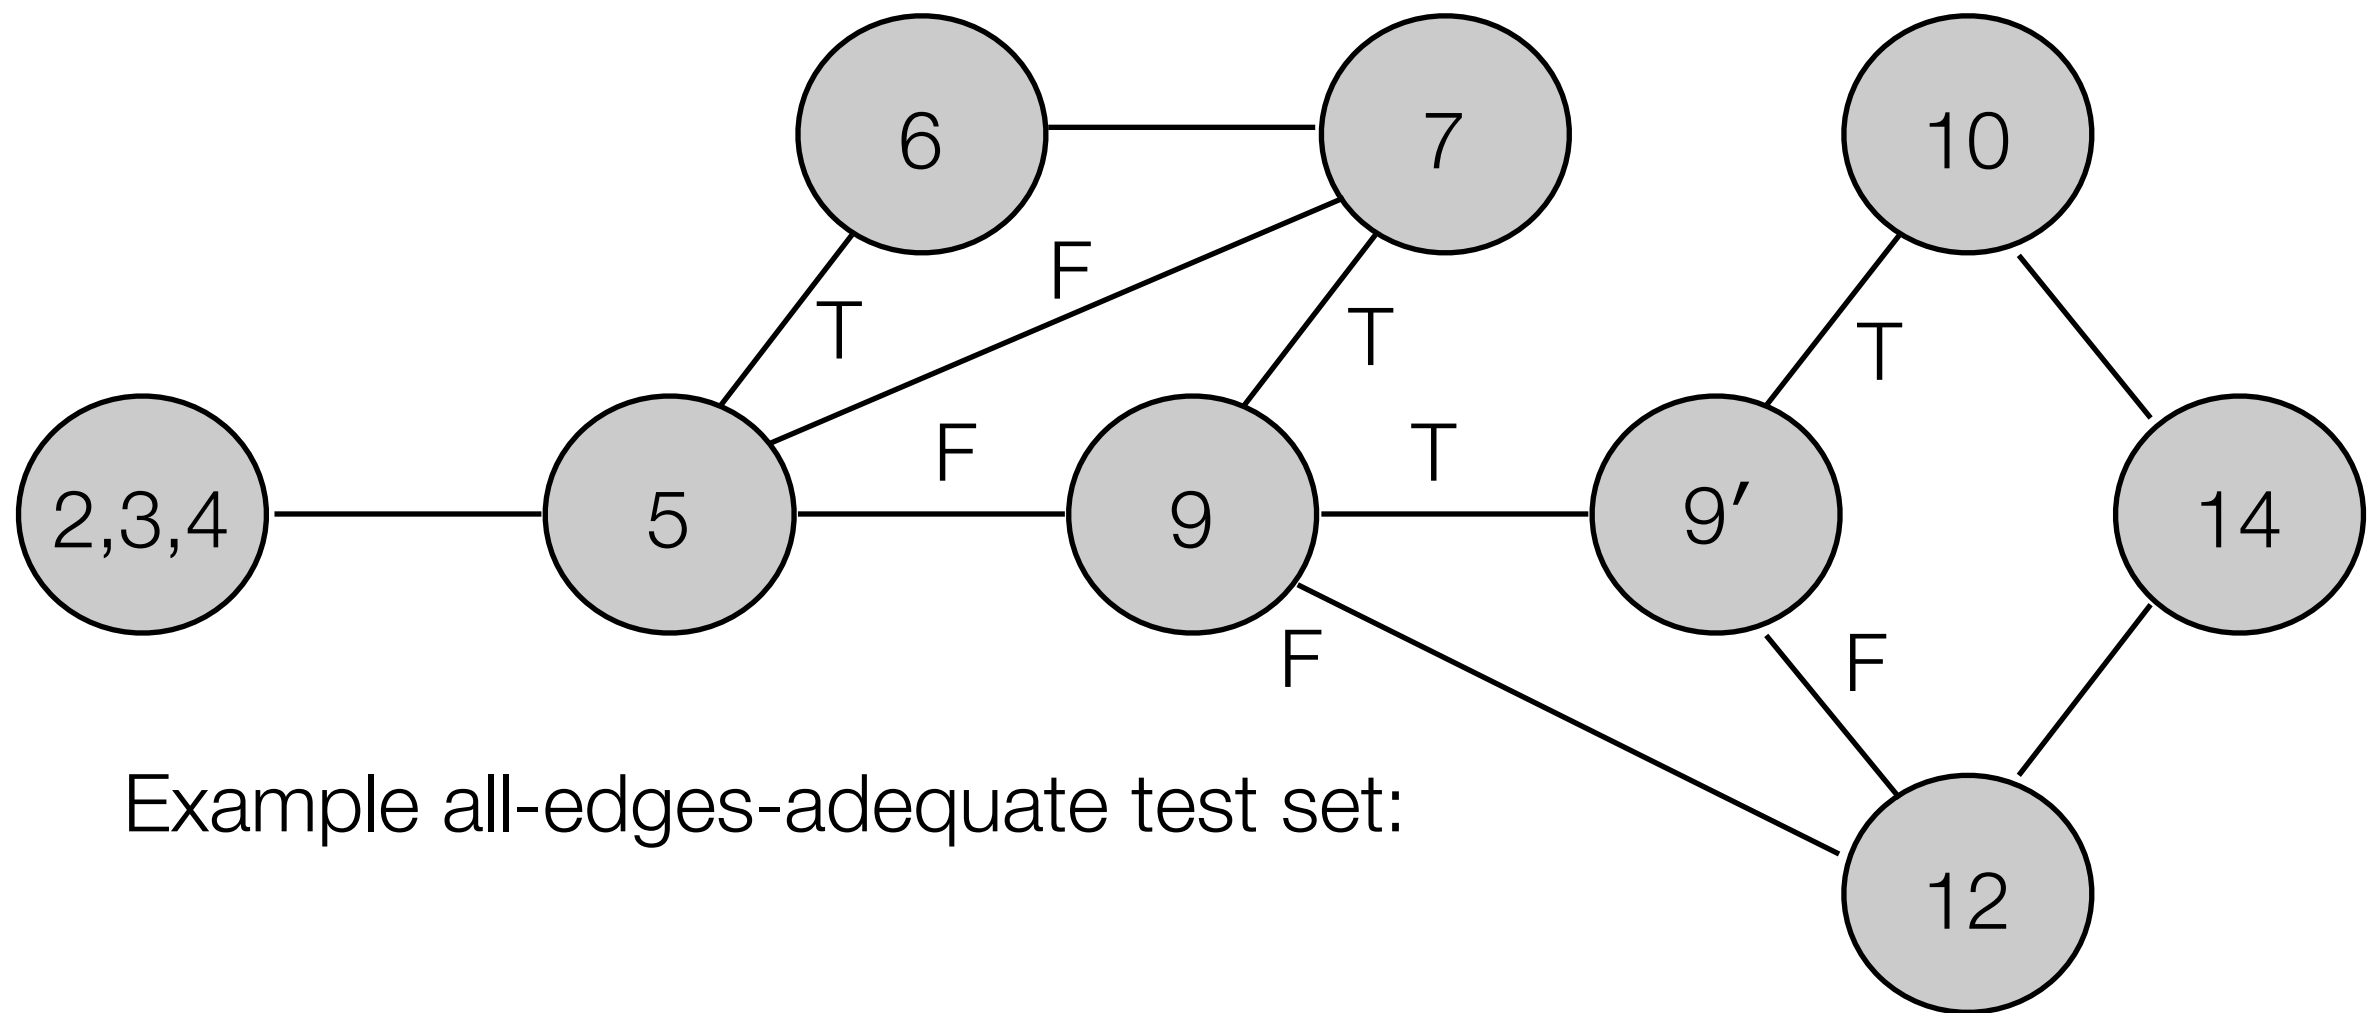 6
7
10
F
T
T
T
2,3,4
5
F
9
T
9′
14
F
F
Example all-edges-adequate test set:
12